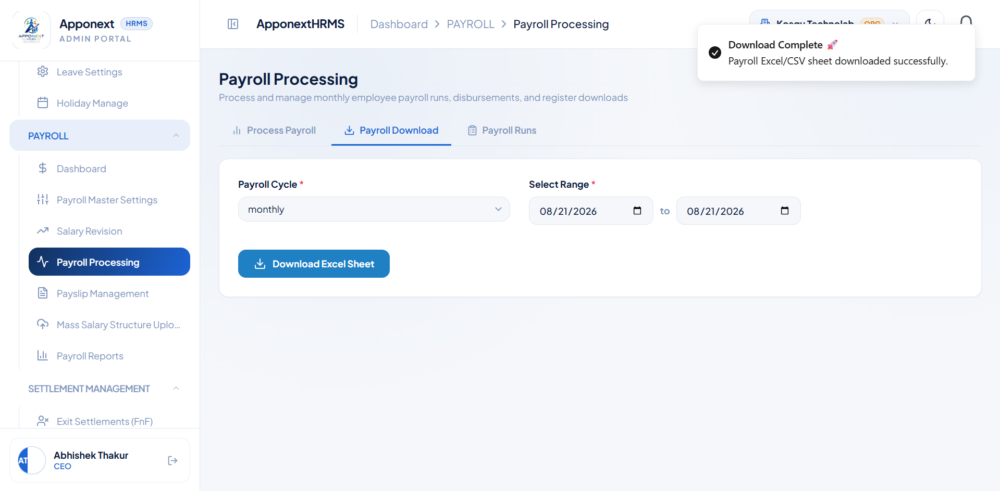 Apponext HRMS
ADMIN PORTAL
APPONEXT
HRMS
Leave Settings
Holiday Manage
PAYROLL
Dashboard
Payroll Master Settings
Salary Revision
Payroll Processing
Payslip Management
Mass Salary Structure Uplo...
Payroll Reports
SETTLEMENT MANAGEMENT
Exit Settlements (FnF)
AT
Abhishek Thakur
CEO
ApponextHRMS
Dashboard > PAYROLL > Payroll Processing
Download Complete 🚀
Payroll Excel/CSV sheet downloaded successfully.
Payroll Processing
Process and manage monthly employee payroll runs, disbursements, and register downloads
Process Payroll
Payroll Download
Payroll Runs
Payroll Cycle *
monthly
Select Range *
08/21/2026 to 08/21/2026
Download Excel Sheet